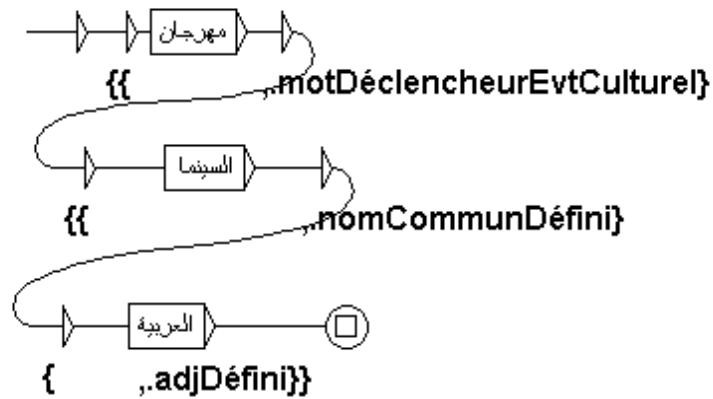 مهرجان
{{ ,.motDéclencheurEvtCulturel}
السينما
{{ ,.nomCommunDéfini}
العربية
{ ,.adjDéfini}}